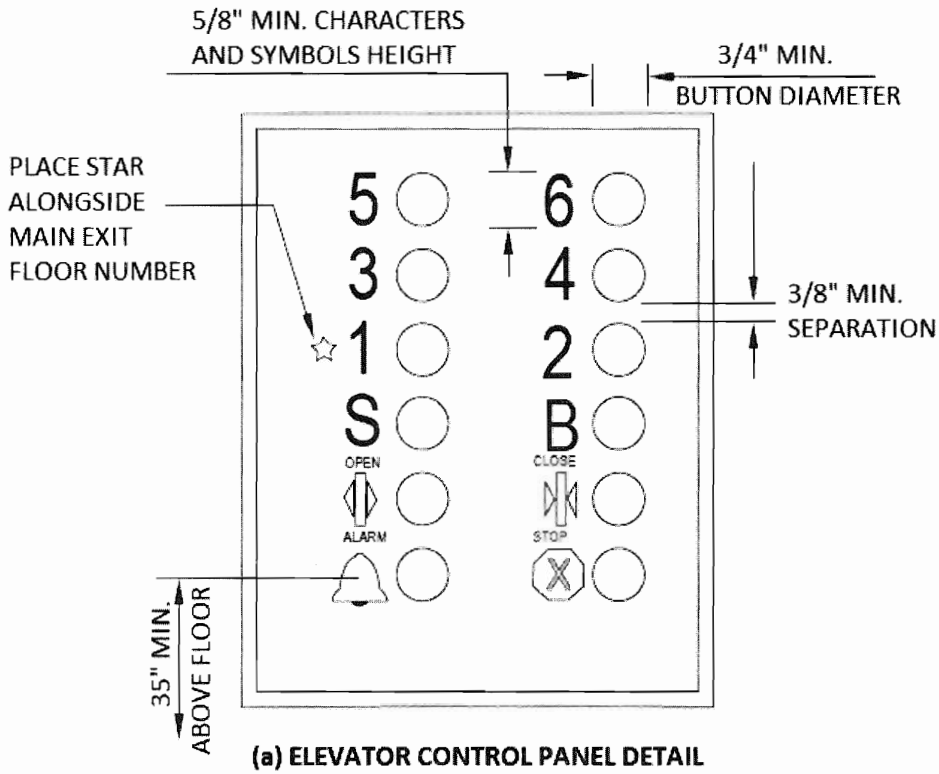 5/8" MIN. CHARACTERS
AND SYMBOLS HEIGHT
3/4" MIN.
BUTTON DIAMETER
PLACE STAR
ALONGSIDE
MAIN EXIT
FLOOR NUMBER
5 6
3 4
3/8" MIN.
SEPARATION
1 2
S B
OPEN CLOSE
ALARM STOP
X
35" MIN.
ABOVE FLOOR
(a) ELEVATOR CONTROL PANEL DETAIL